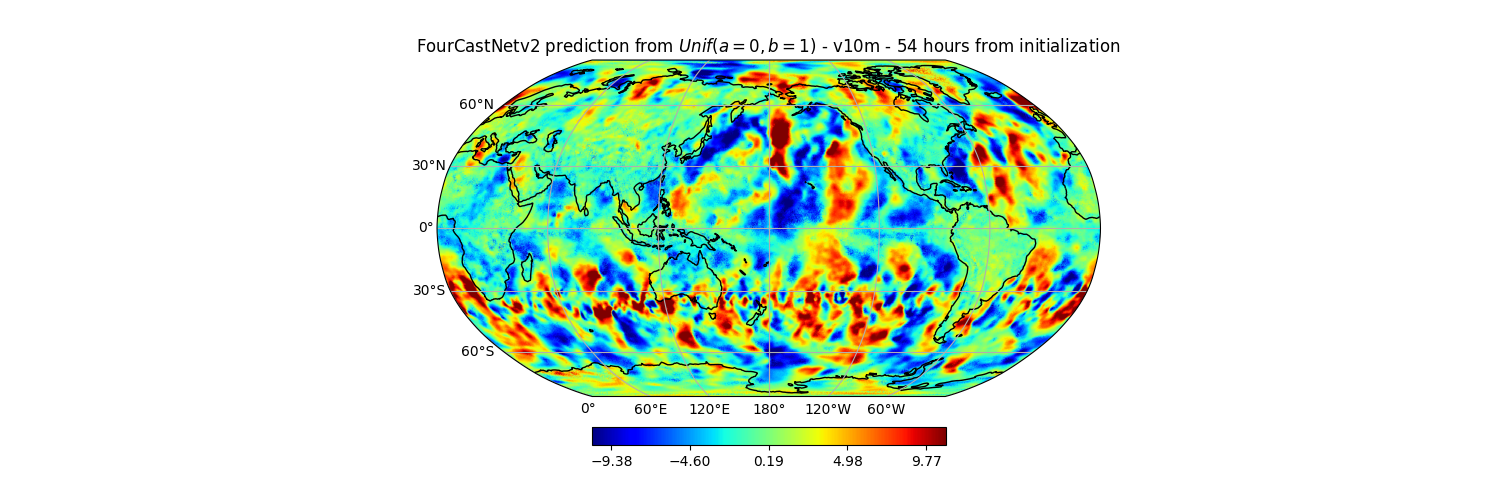 FourCastNetv2 prediction from Unif(a = 0, b = 1) - v10m - 54 hours from initialization
60°N
30°N
0°
30°S
60°S
0° 60°E 120°E 180° 120°W 60°W
−9.38 −4.60 0.19 4.98 9.77